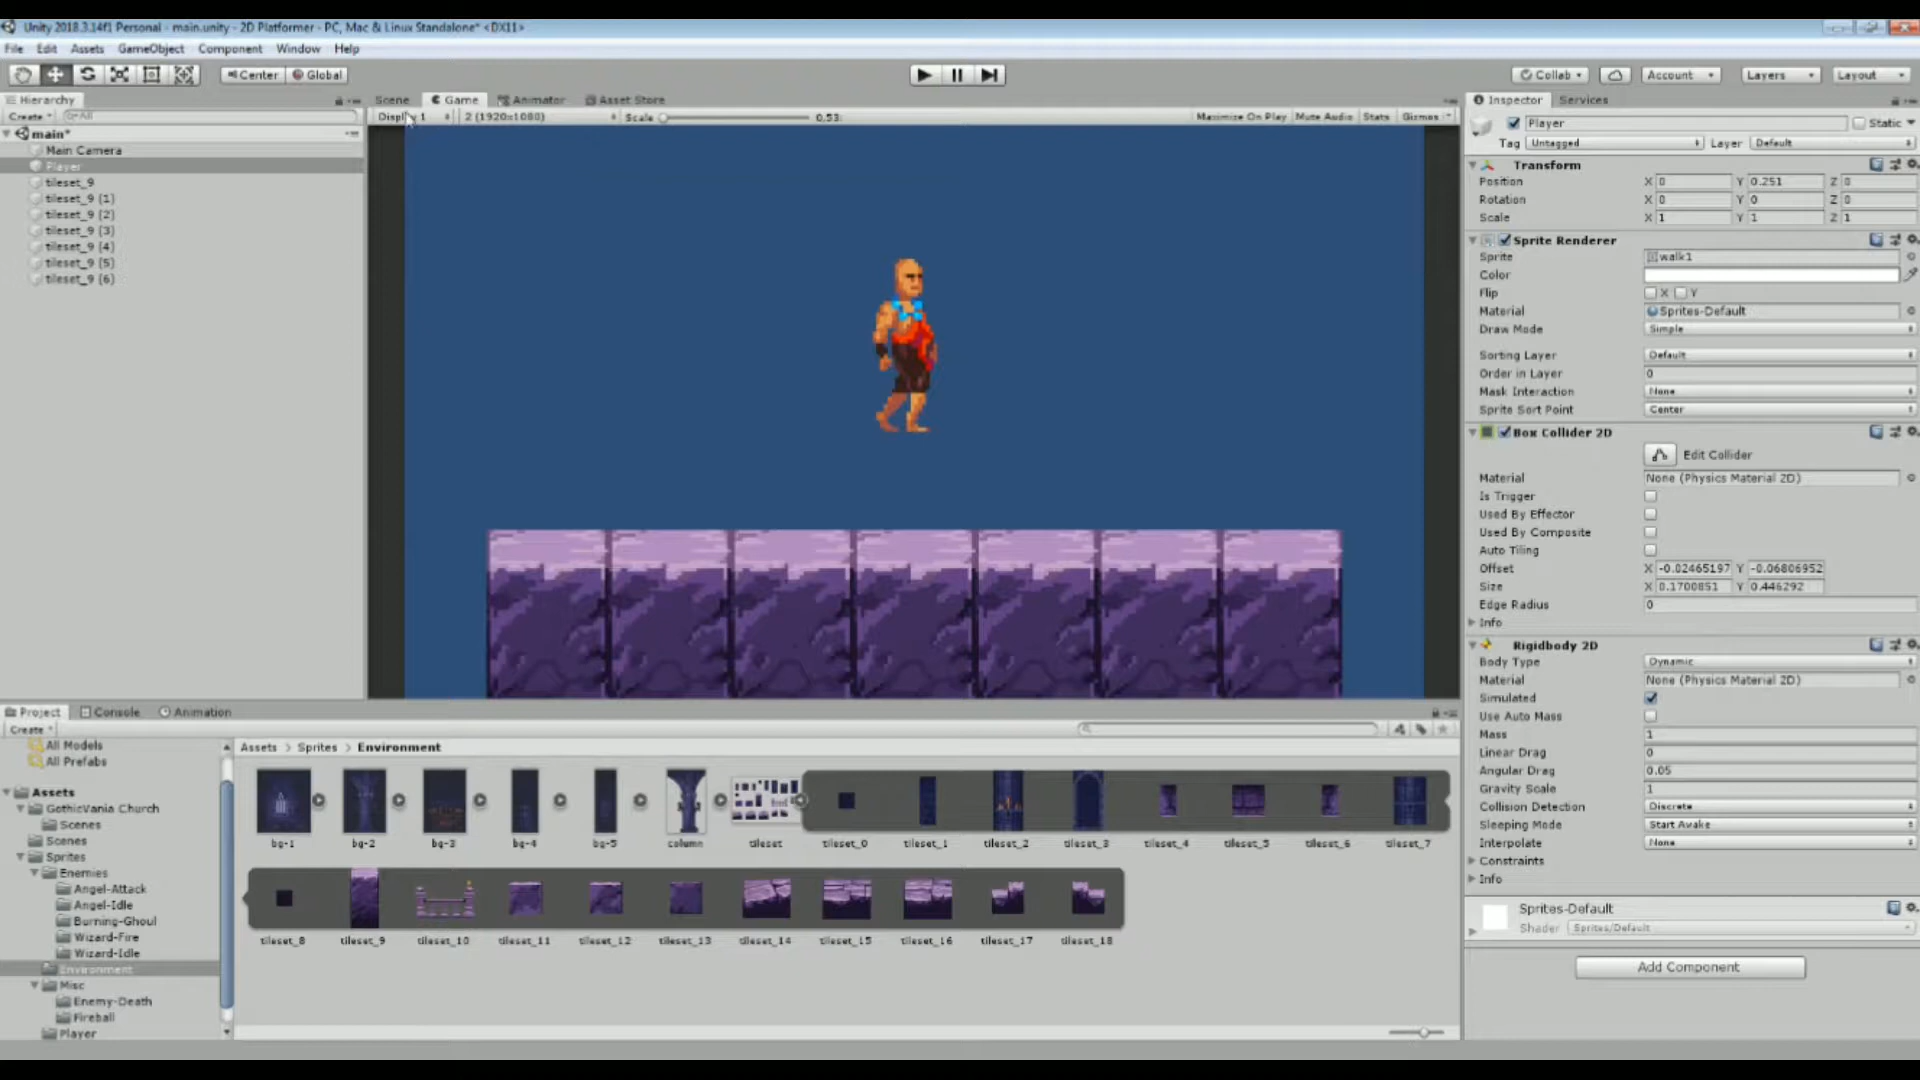 Unity 2018.3.14f1 Personal - main.unity - 2D Platformer - PC, Mac & Linux Standalone* <DX11>
File Edit Assets GameObject Component Window Help
Center Global Collab Account Layers Layout
Hierarchy
Create All
main*
Main Camera
Player
tileset_9
tileset_9 (1)
tileset_9 (2)
tileset_9 (3)
tileset_9 (4)
tileset_9 (5)
tileset_9 (6)
Scene Game Animator Asset Store
Display 1 2 (1920x1080) Scale 0.53: Maximize On Play Mute Audio Stats Gizmos
Inspector Services
Player Static
Tag Untagged Layer Default
Transform
Position X 0 Y 0.251 Z 0
Rotation X 0 Y 0 Z 0
Scale X 1 Y 1 Z 1
Sprite Renderer
Sprite walk1
Color
Flip X Y
Material Sprites-Default
Draw Mode Simple
Sorting Layer Default
Order in Layer 0
Mask Interaction None
Sprite Sort Point Center
Box Collider 2D
Edit Collider
Material None (Physics Material 2D)
Is Trigger
Used By Effector
Used By Composite
Auto Tiling
Offset X -0.02465197 Y -0.06806952
Size X 0.1700851 Y 0.446292
Edge Radius 0
Info
Rigidbody 2D
Body Type Dynamic
Material None (Physics Material 2D)
Simulated
Use Auto Mass
Mass 1
Linear Drag 0
Angular Drag 0.05
Gravity Scale 1
Collision Detection Discrete
Sleeping Mode Start Awake
Interpolate None
Constraints
Info
Sprites-Default
Shader Sprites/Default
Add Component
Project Console Animation
Create
All Models
All Prefabs
Assets
GothicVania Church
Scenes
Scenes
Sprites
Enemies
Angel-Attack
Angel-Idle
Burning-Ghoul
Wizard-Fire
Wizard-Idle
Environment
Misc
Enemy-Death
Fireball
Player
Assets > Sprites > Environment
bg-1 bg-2 bg-3 bg-4 bg-5 column tileset tileset_0 tileset_1 tileset_2 tileset_3 tileset_4 tileset_5 tileset_6 tileset_7
tileset_8 tileset_9 tileset_10 tileset_11 tileset_12 tileset_13 tileset_14 tileset_15 tileset_16 tileset_17 tileset_18